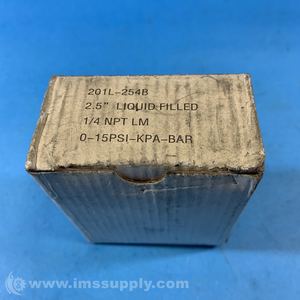 201L-254B
2.5" LIQUID FILLED
1/4 NPT LM
0-15PSI-KPA-BAR
© www.imssupply.com